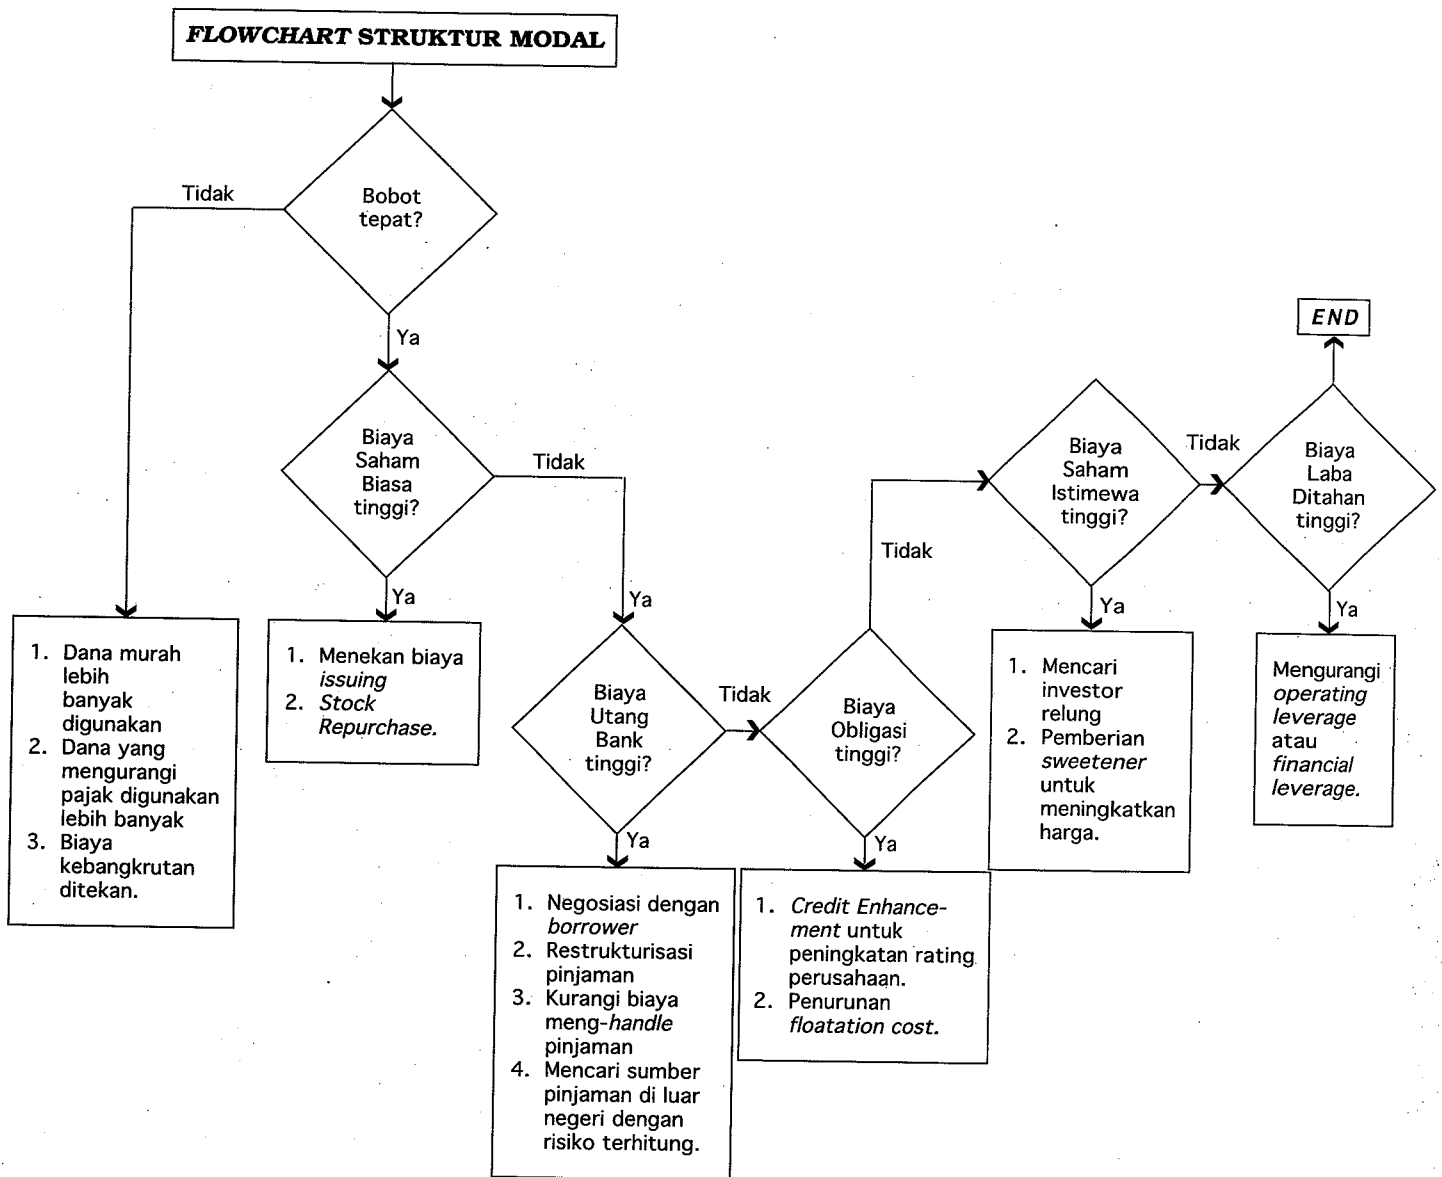 FLOWCHART STRUKTUR MODAL
Bobot
tepat?
Tidak
Ya
Biaya
Saham
Biasa
tinggi?
Tidak
Ya
Ya
1. Dana murah
lebih
banyak
digunakan
2. Dana yang
mengurangi
pajak digunakan
lebih banyak
3. Biaya
kebangkrutan
ditekan.
1. Menekan biaya
issuing
2. Stock
Repurchase.
Biaya
Utang
Bank
tinggi?
Tidak
Ya
1. Negosiasi dengan
borrower
2. Restrukturisasi
pinjaman
3. Kurangi biaya
meng-handle
pinjaman
4. Mencari sumber
pinjaman di luar
negeri dengan
risiko terhitung.
Biaya
Obligasi
tinggi?
Tidak
Ya
1. Credit Enhance-
ment untuk
peningkatan rating
perusahaan.
2. Penurunan
floatation cost.
Biaya
Saham
Istimewa
tinggi?
Tidak
Ya
1. Mencari
investor
relung
2. Pemberian
sweetener
untuk
meningkatkan
harga.
Biaya
Laba
Ditahan
tinggi?
END
Ya
Mengurangi
operating
leverage
atau
financial
leverage.